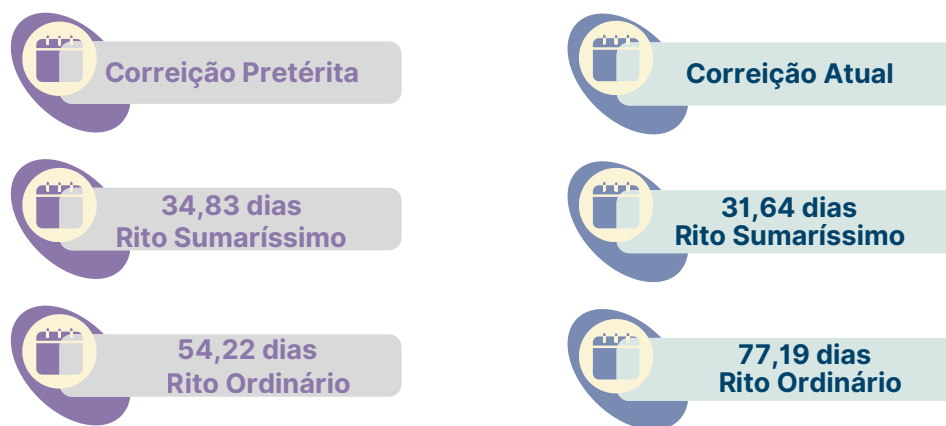 Correição Pretérita
Correição Atual
34,83 dias
Rito Sumaríssimo
31,64 dias
Rito Sumaríssimo
54,22 dias
Rito Ordinário
77,19 dias
Rito Ordinário